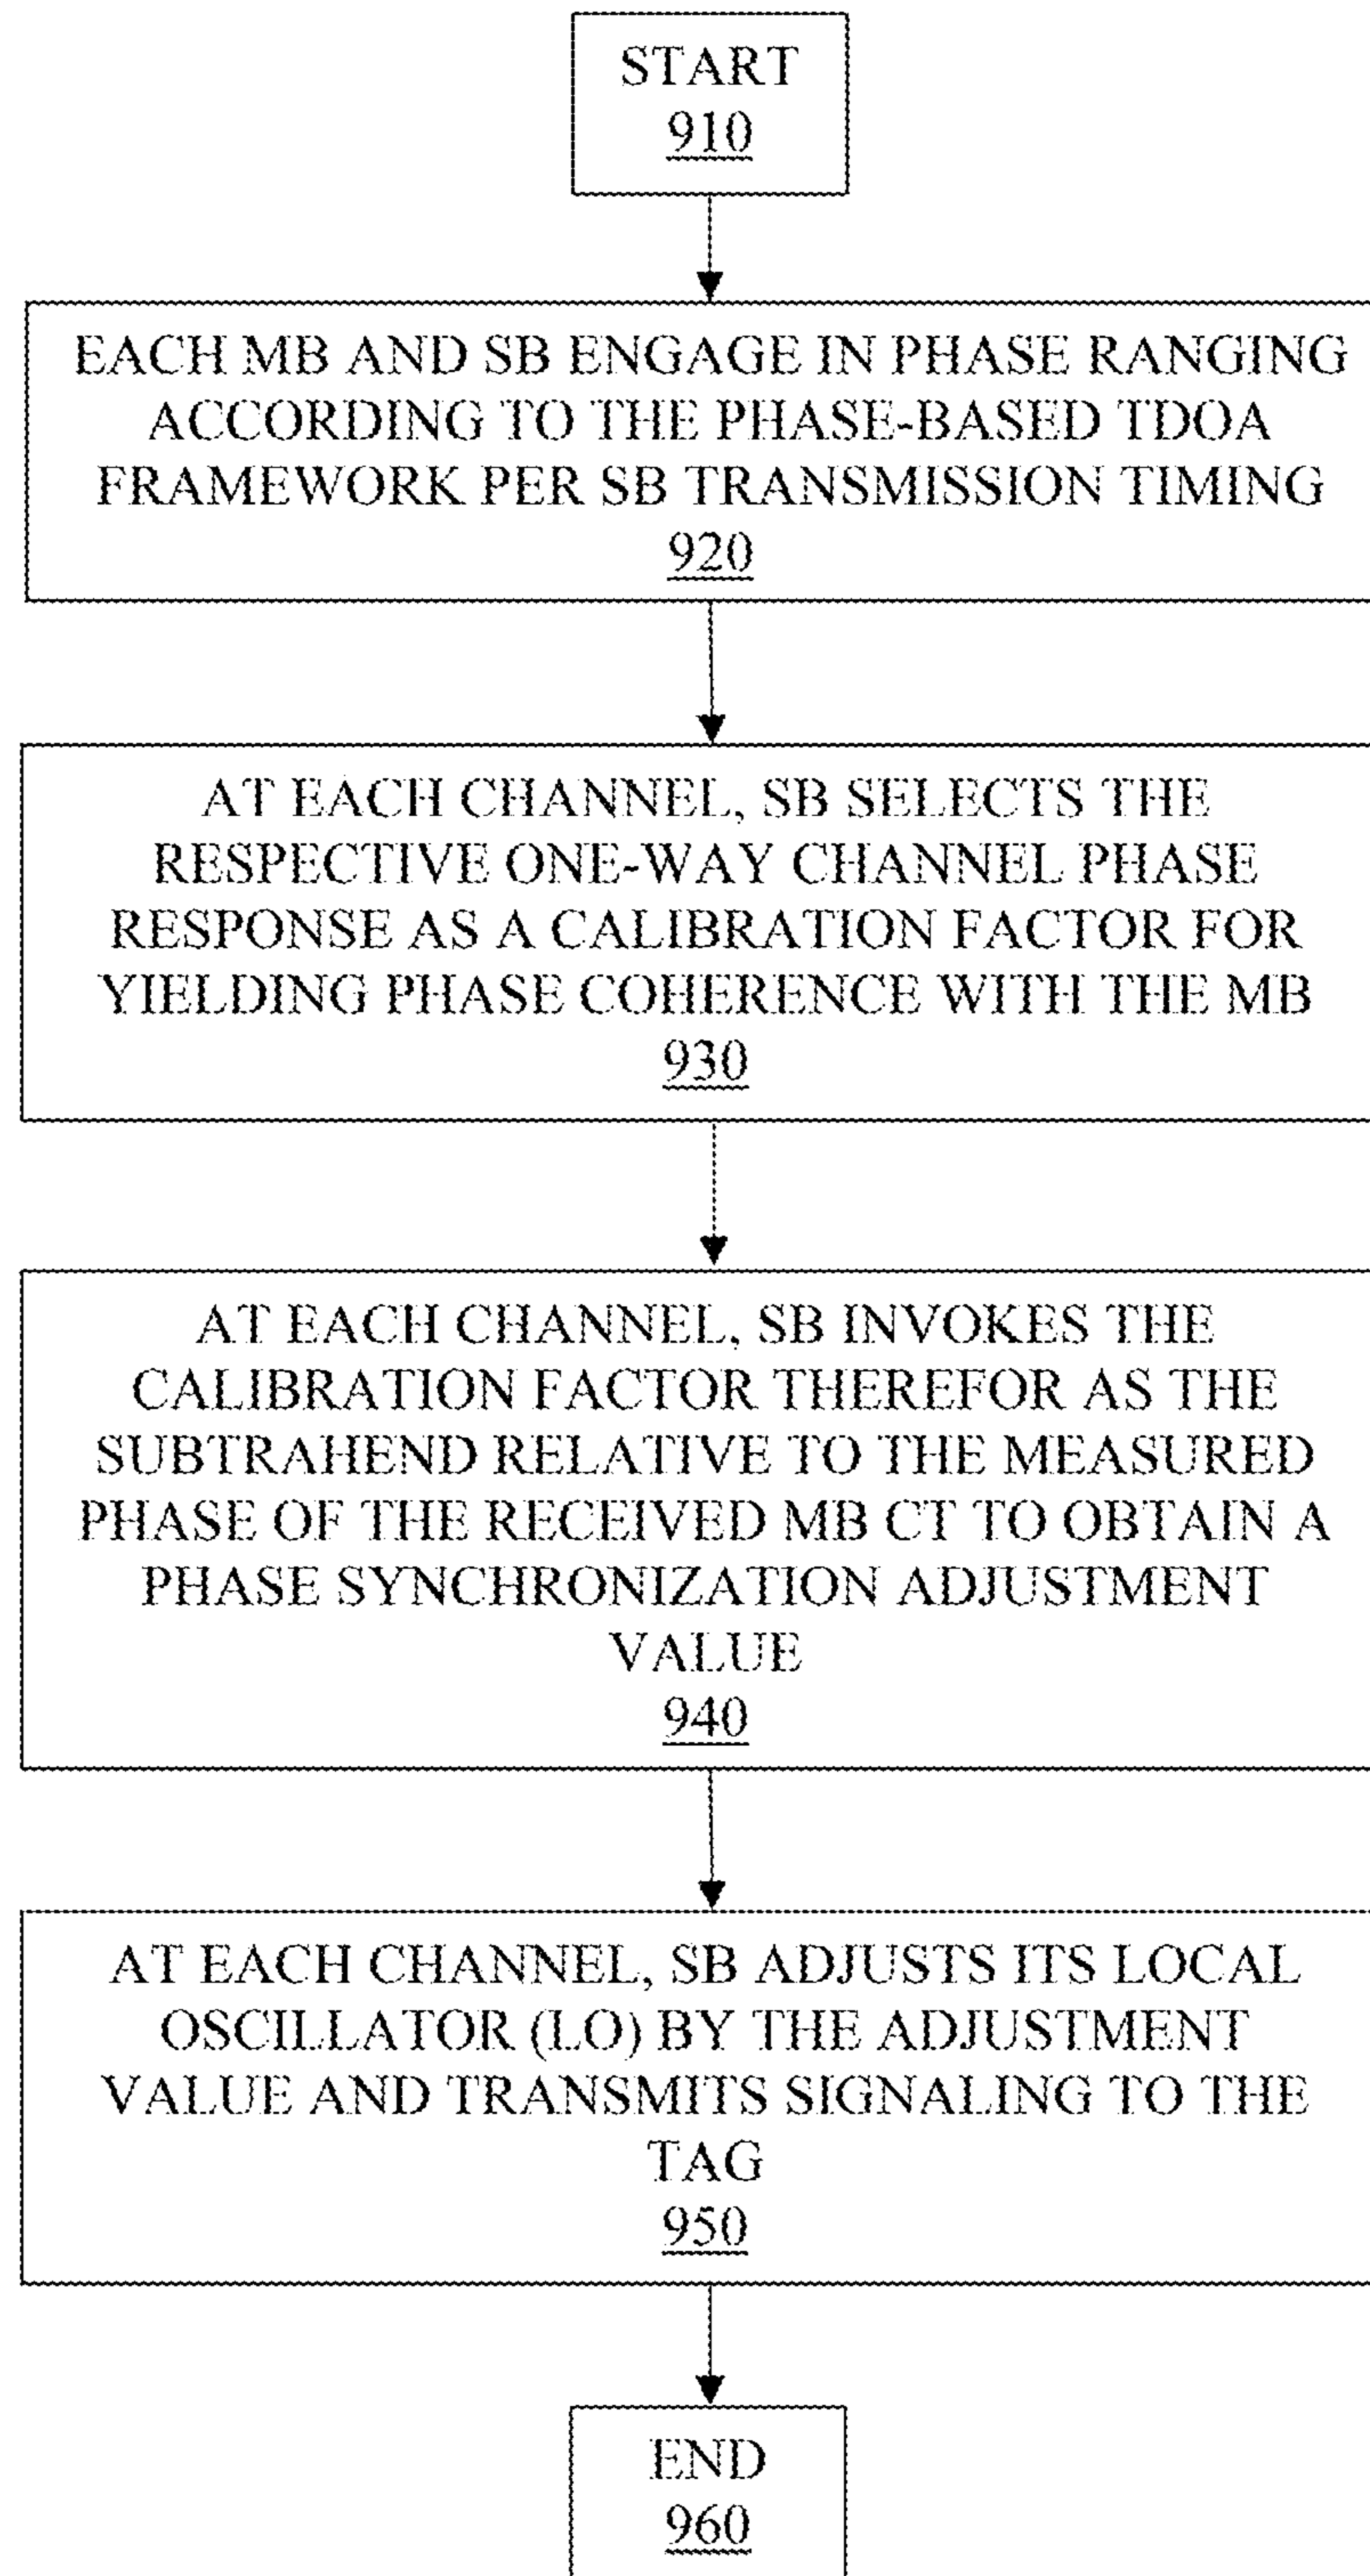 START
910
EACH MB AND SB ENGAGE IN PHASE RANGING
ACCORDING TO THE PHASE-BASED TDOA
FRAMEWORK PER SB TRANSMISSION TIMING
920
AT EACH CHANNEL, SB SELECTS THE
RESPECTIVE ONE-WAY CHANNEL PHASE
RESPONSE AS A CALIBRATION FACTOR FOR
YIELDING PHASE COHERENCE WITH THE MB
930
AT EACH CHANNEL, SB INVOKES THE
CALIBRATION FACTOR THEREFOR AS THE
SUBTRAHEND RELATIVE TO THE MEASURED
PHASE OF THE RECEIVED MB CT TO OBTAIN A
PHASE SYNCHRONIZATION ADJUSTMENT
VALUE
940
AT EACH CHANNEL, SB ADJUSTS ITS LOCAL
OSCILLATOR (LO) BY THE ADJUSTMENT
VALUE AND TRANSMITS SIGNALING TO THE
TAG
950
END
960